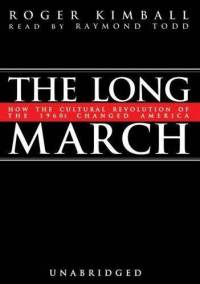 ROGER KIMBALL
READ BY RAYMOND TODD
THE LONG
HOW THE CULTURAL REVOLUTION OF
THE 1960s CHANGED AMERICA
MARCH
UNABRIDGED